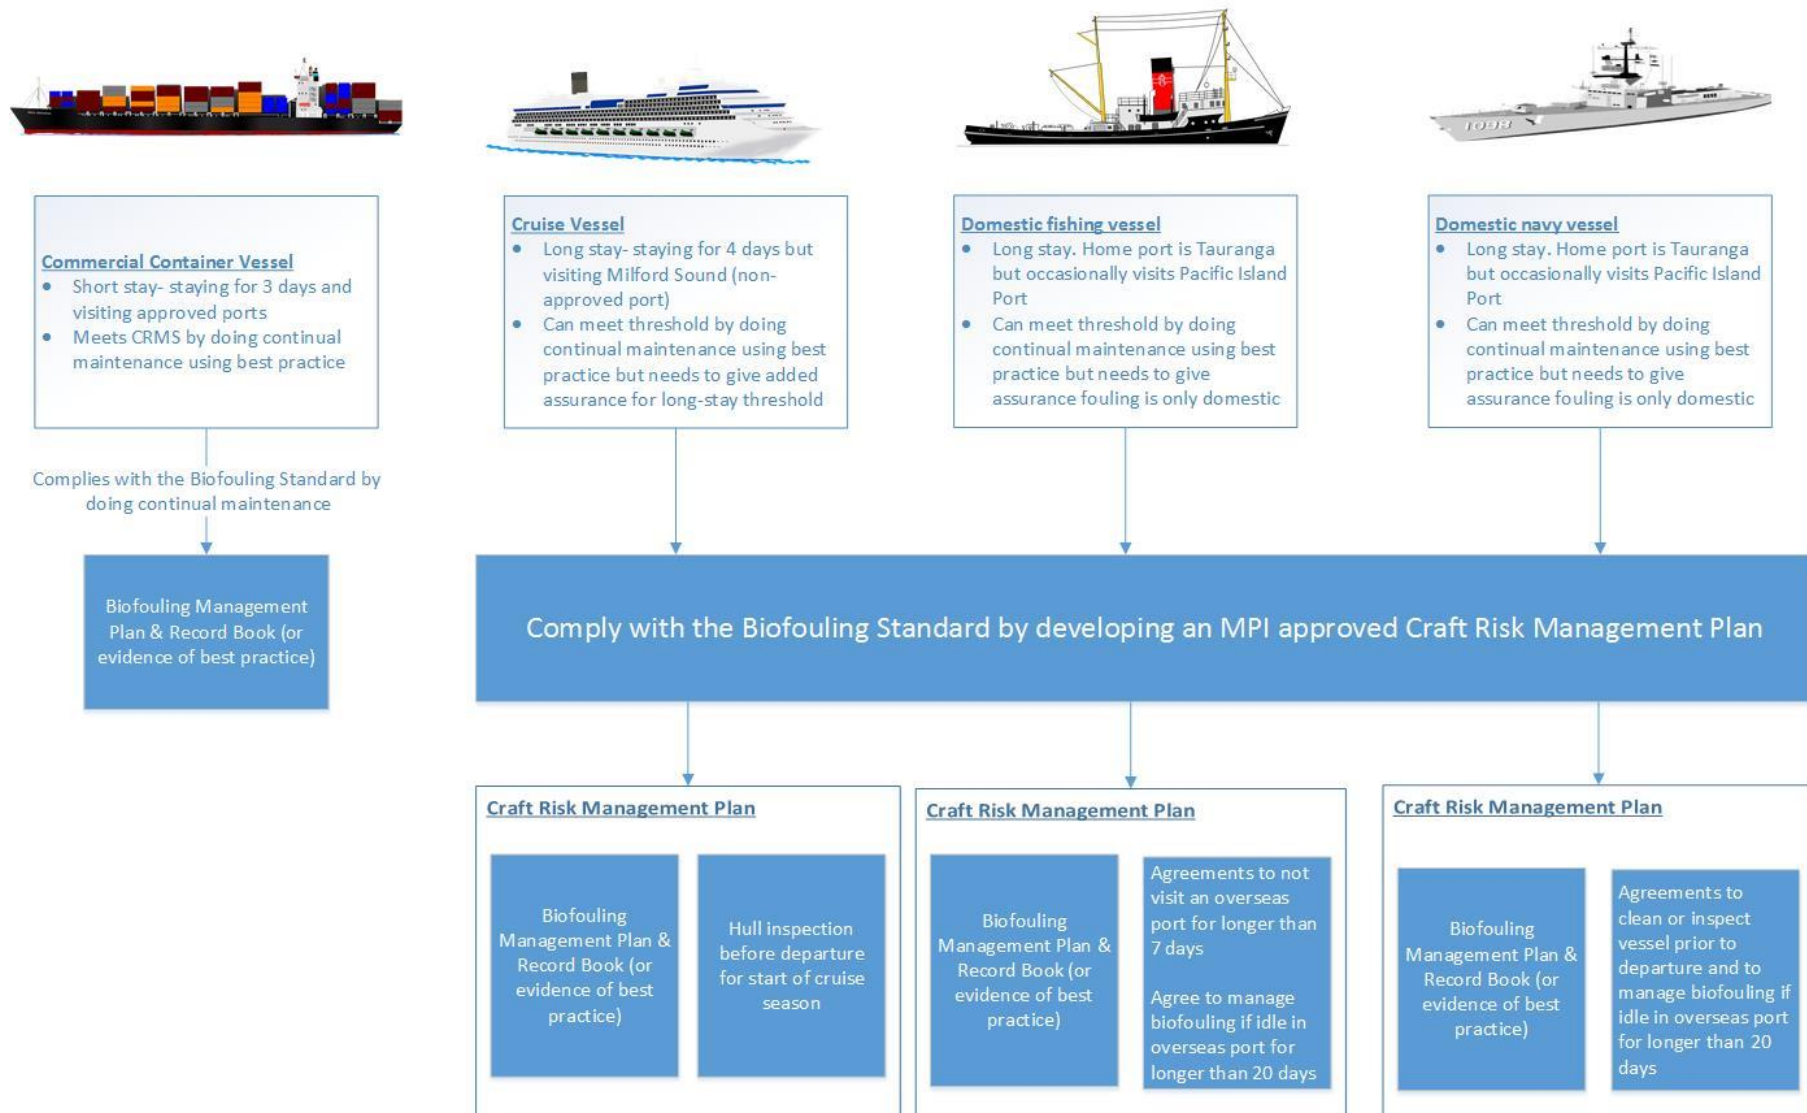 1098
Commercial Container Vessel
• Short stay- staying for 3 days and
visiting approved ports
• Meets CRMS by doing continual
maintenance using best practice
Cruise Vessel
• Long stay- staying for 4 days but
visiting Milford Sound (non-
approved port)
• Can meet threshold by doing
continual maintenance using best
practice but needs to give added
assurance for long-stay threshold
Domestic fishing vessel
• Long stay. Home port is Tauranga
but occasionally visits Pacific Island
Port
• Can meet threshold by doing
continual maintenance using best
practice but needs to give
assurance fouling is only domestic
Domestic navy vessel
• Long stay. Home port is Tauranga
but occasionally visits Pacific Island
Port
• Can meet threshold by doing
continual maintenance using best
practice but needs to give
assurance fouling is only domestic
Complies with the Biofouling Standard by
doing continual maintenance
Biofouling Management
Plan & Record Book (or
evidence of best practice)
Comply with the Biofouling Standard by developing an MPI approved Craft Risk Management Plan
Craft Risk Management Plan
Biofouling
Management Plan &
Record Book (or
evidence of best
practice)
Hull inspection
before departure
for start of cruise
season
Craft Risk Management Plan
Biofouling
Management Plan &
Record Book (or
evidence of best
practice)
Agreements to not
visit an overseas
port for longer than
7 days
Agree to manage
biofouling if idle in
overseas port for
longer than 20 days
Craft Risk Management Plan
Biofouling
Management Plan &
Record Book (or
evidence of best
practice)
Agreements to
clean or inspect
vessel prior to
departure and to
manage biofouling if
idle in overseas port
for longer than 20
days